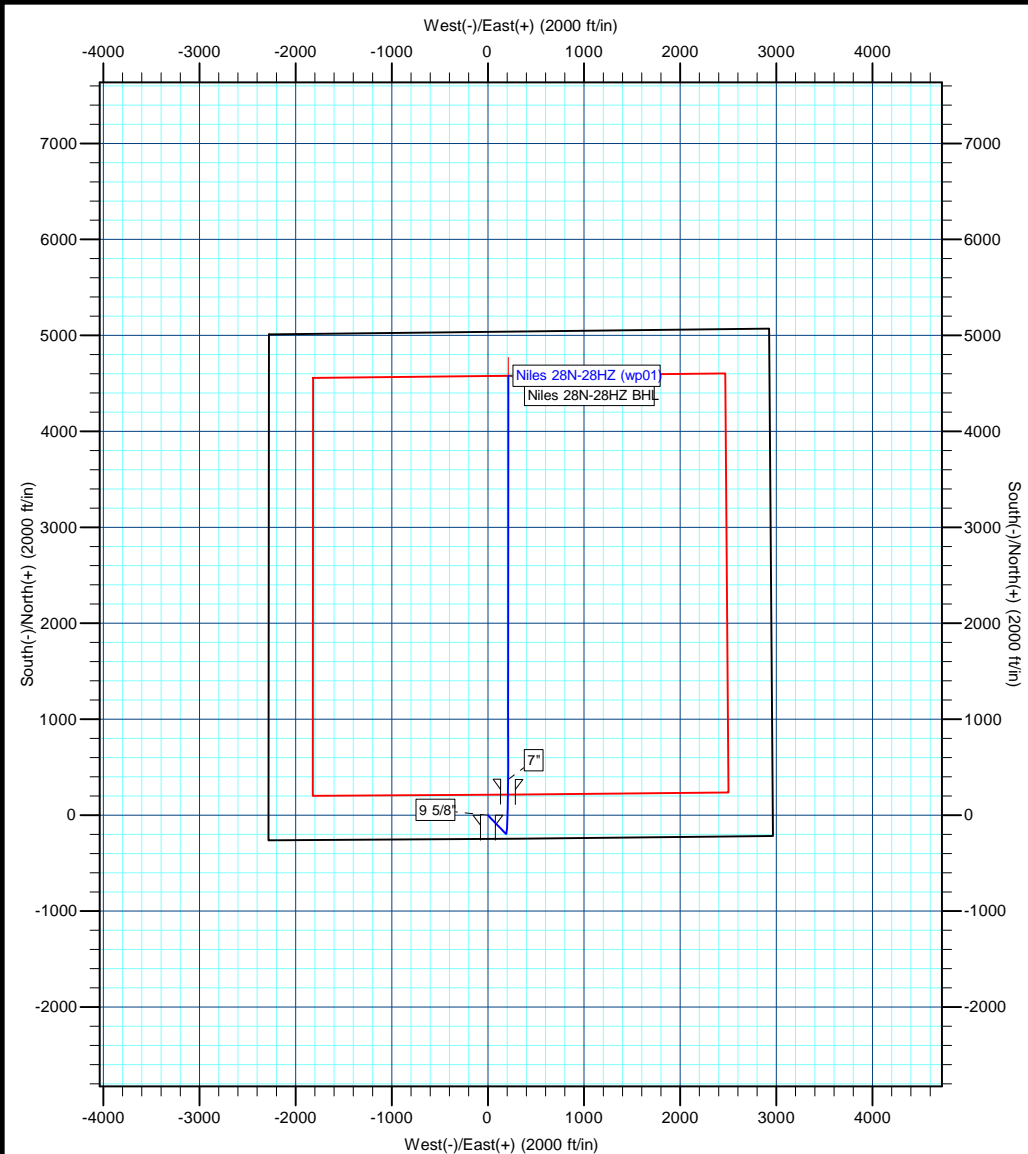 West(-)/East(+) (2000 ft/in)
-4000 -3000 -2000 -1000 0 1000 2000 3000 4000
7000 7000
6000 6000
5000 5000
Niles 28N-28HZ (wp01)
Niles 28N-28HZ BHL
4000 4000
South(-)/North(+) (2000 ft/in)
South(-)/North(+) (2000 ft/in)
3000 3000
2000 2000
1000 1000
7"
9 5/8"
0 0
-1000 -1000
-2000 -2000
-4000 -3000 -2000 -1000 0 1000 2000 3000 4000
West(-)/East(+) (2000 ft/in)